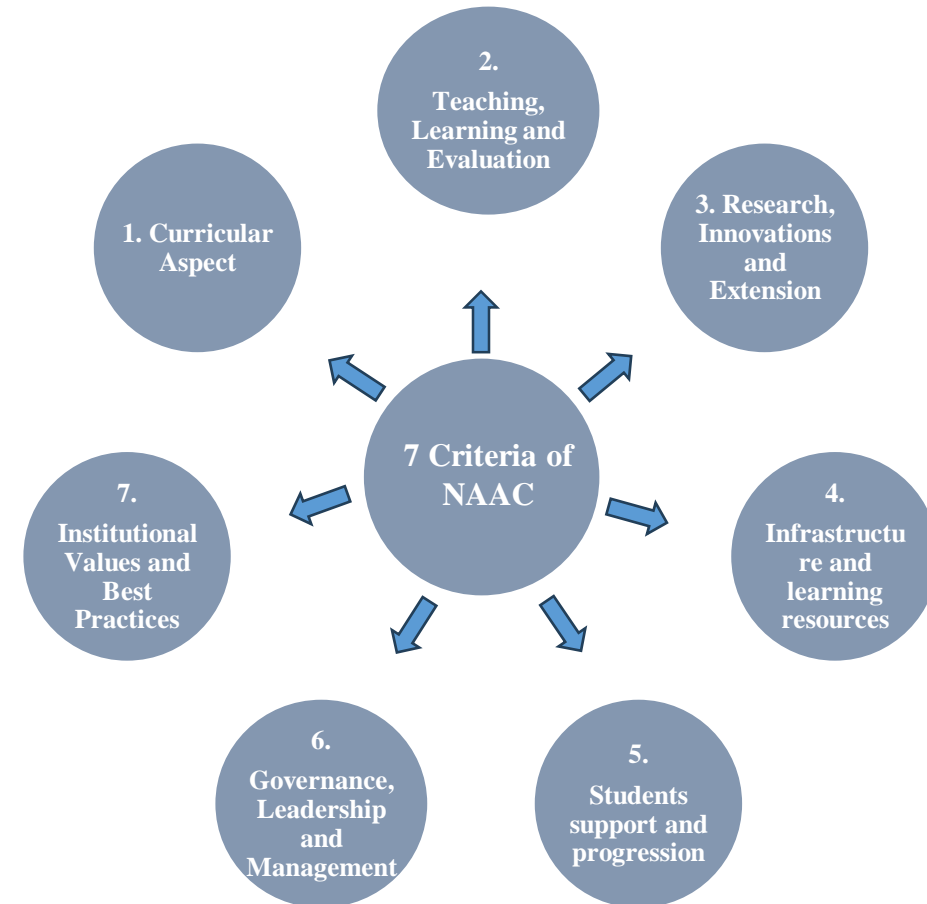 2.
Teaching,
Learning and
Evaluation
1. Curricular
Aspect
3. Research,
Innovations
and
Extension
7 Criteria of
NAAC
7.
Institutional
Values and
Best
Practices
4.
Infrastructu
re and
learning
resources
6.
Governance,
Leadership
and
Management
5.
Students
support and
progression